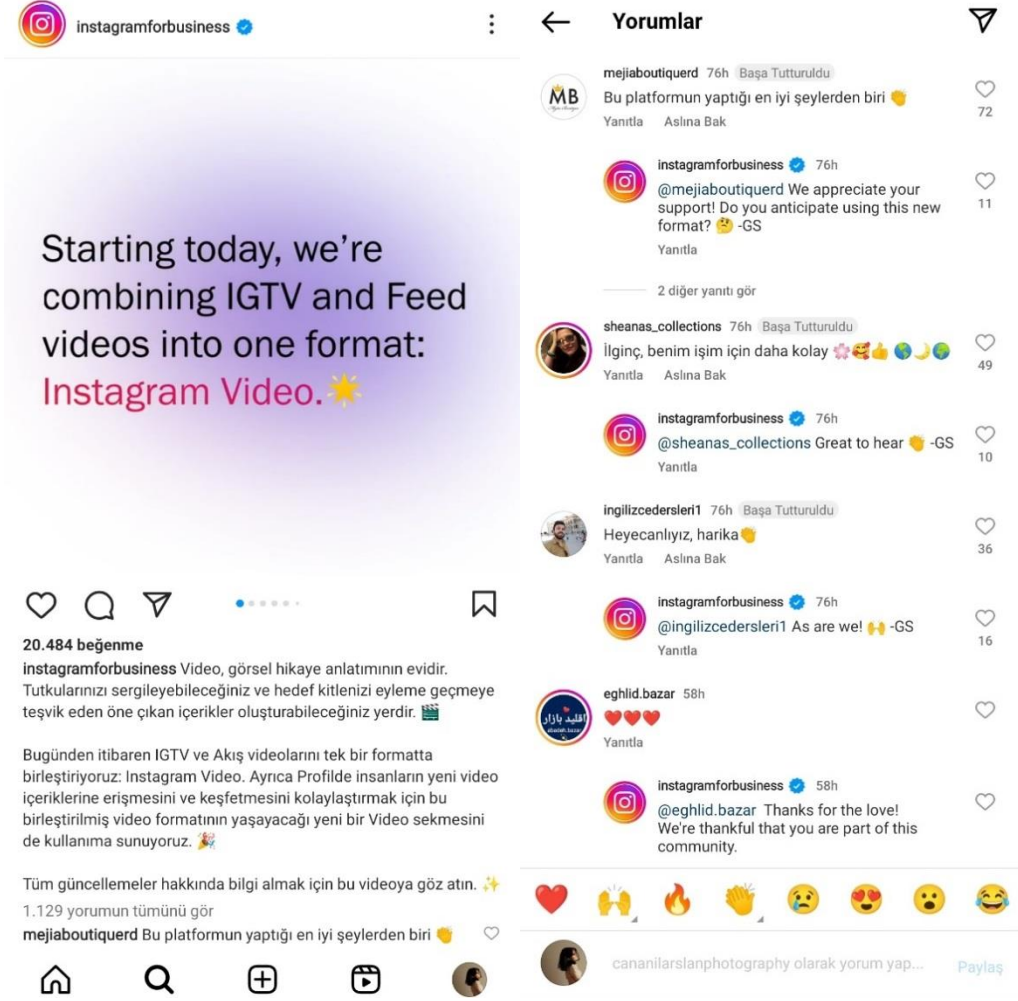 instagramforbusiness
Starting today, we're
combining IGTV and Feed
videos into one format:
Instagram Video.🌟
20.484 beğenme
instagramforbusiness Video, görsel hikaye anlatımının evidir.
Tutkularınızı sergileyebileceğiniz ve hedef kitlenizi eyleme geçmeye
teşvik eden öne çıkan içerikler oluşturabileceğiniz yerdir. 🎬
Bugünden itibaren IGTV ve Akış videolarını tek bir formatta
birleştiriyoruz: Instagram Video. Ayrıca Profilde insanların yeni video
içeriklerine erişmesini ve keşfetmesini kolaylaştırmak için bu
birleştirilmiş video formatının yaşayacağı yeni bir Video sekmesini
de kullanıma sunuyoruz. 🎉
Tüm güncellemeler hakkında bilgi almak için bu videoya göz atın. ✨
1.129 yorumun tümünü gör
mejiaboutiquerd Bu platformun yaptığı en iyi şeylerden biri 👏
Yorumlar
MB
mejiaboutiquerd 76h Başa Tutturuldu
Bu platformun yaptığı en iyi şeylerden biri 👏
72
Yanıtla Aslına Bak
instagramforbusiness 76h
@mejiaboutiquerd We appreciate your
support! Do you anticipate using this new
format? 🤔 -GS
11
Yanıtla
2 diğer yanıtı gör
sheanas_collections 76h Başa Tutturuldu
İlginç, benim işim için daha kolay 🌸🥰👍🌎🌙🌍
49
Yanıtla Aslına Bak
instagramforbusiness 76h
@sheanas_collections Great to hear 👏 -GS
10
Yanıtla
ingilizcedersleri1 76h Başa Tutturuldu
Heyecanlıyız, harika👏
36
Yanıtla Aslına Bak
instagramforbusiness 76h
@ingilizcedersleri1 As are we! 🙌 -GS
16
Yanıtla
اقلید بازار
eghlid.bazar 58h
❤️❤️❤️
Yanıtla
instagramforbusiness 58h
@eghlid.bazar Thanks for the love!
We're thankful that you are part of this
community.
❤️ 🙌 🔥 👏 😢 😍 😮 😂
cananilarslanphotography olarak yorum yap...
Paylaş